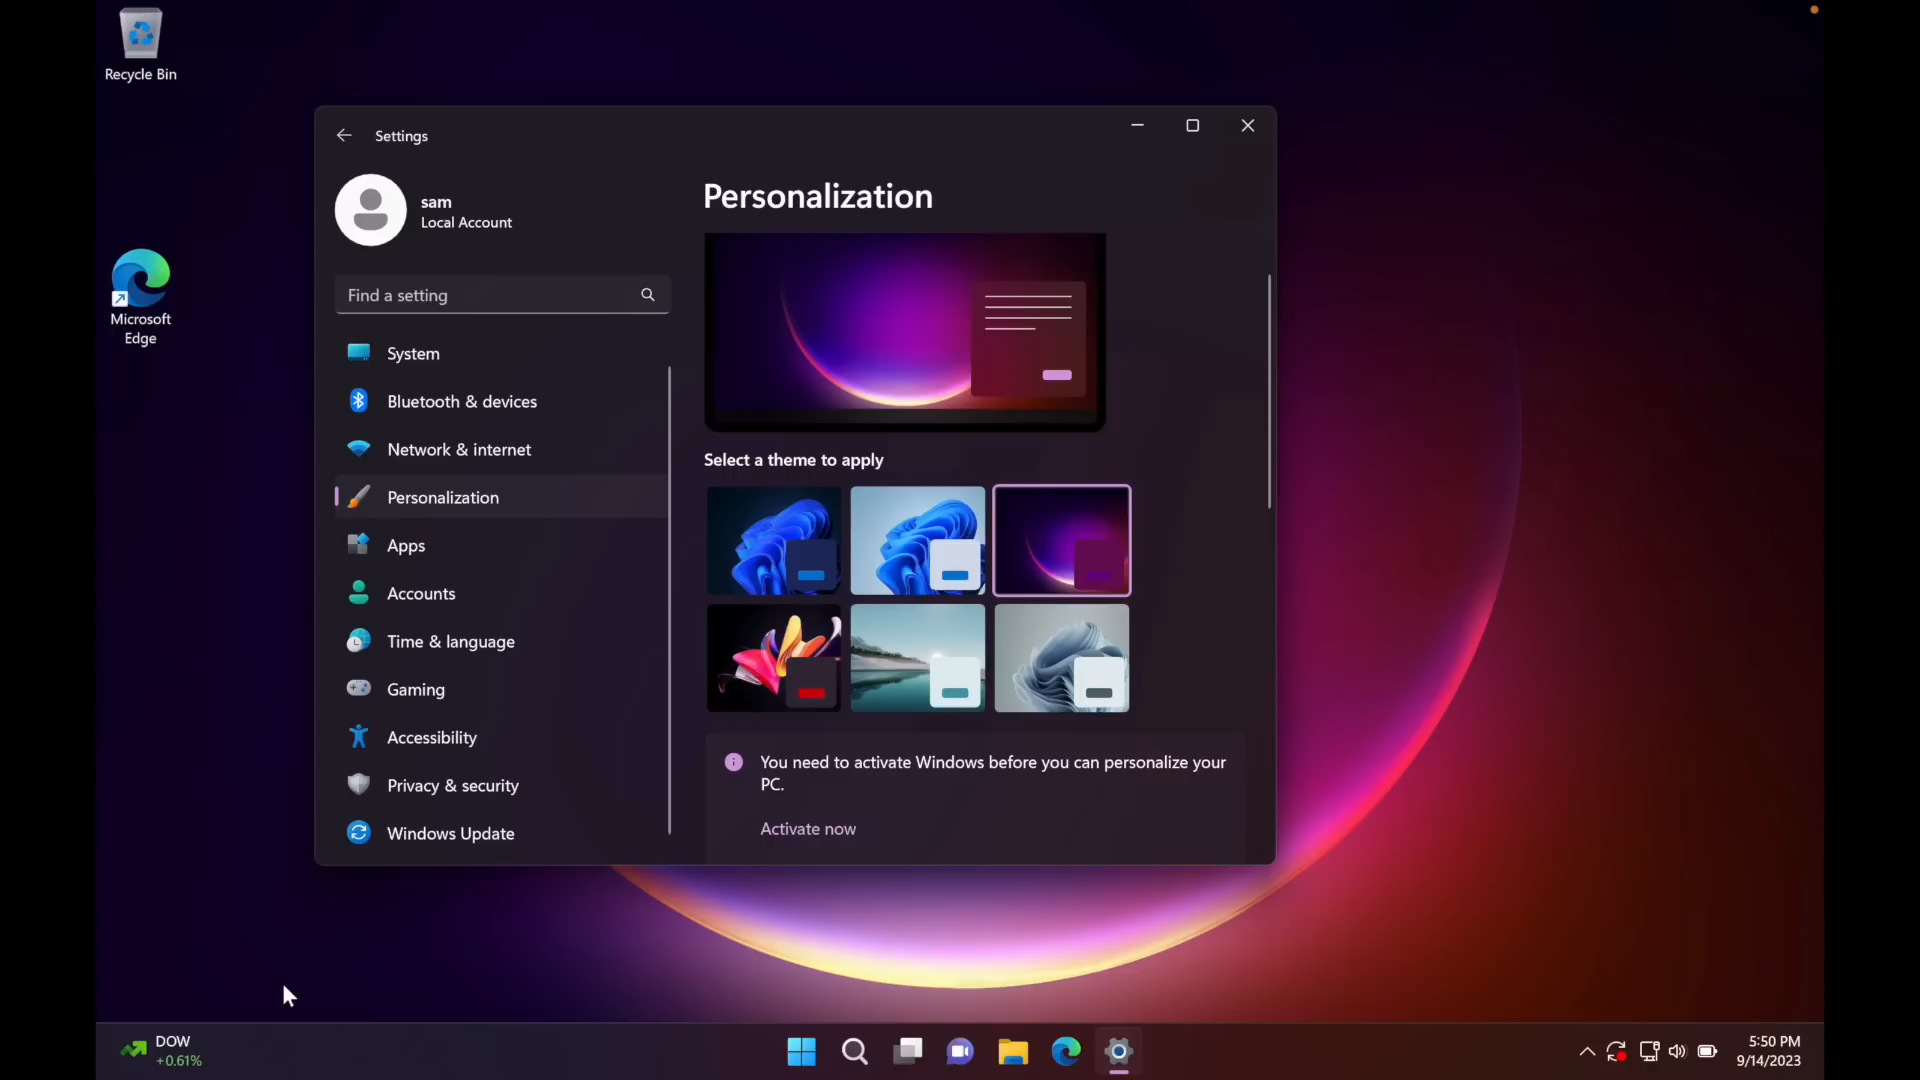 Recycle Bin
Microsoft
Edge
Settings
sam
Local Account
Find a setting
System
Bluetooth & devices
Network & internet
Personalization
Apps
Accounts
Time & language
Gaming
Accessibility
Privacy & security
Windows Update
Personalization
Select a theme to apply
You need to activate Windows before you can personalize your
PC.
Activate now
DOW
+0.61%
5:50 PM
9/14/2023